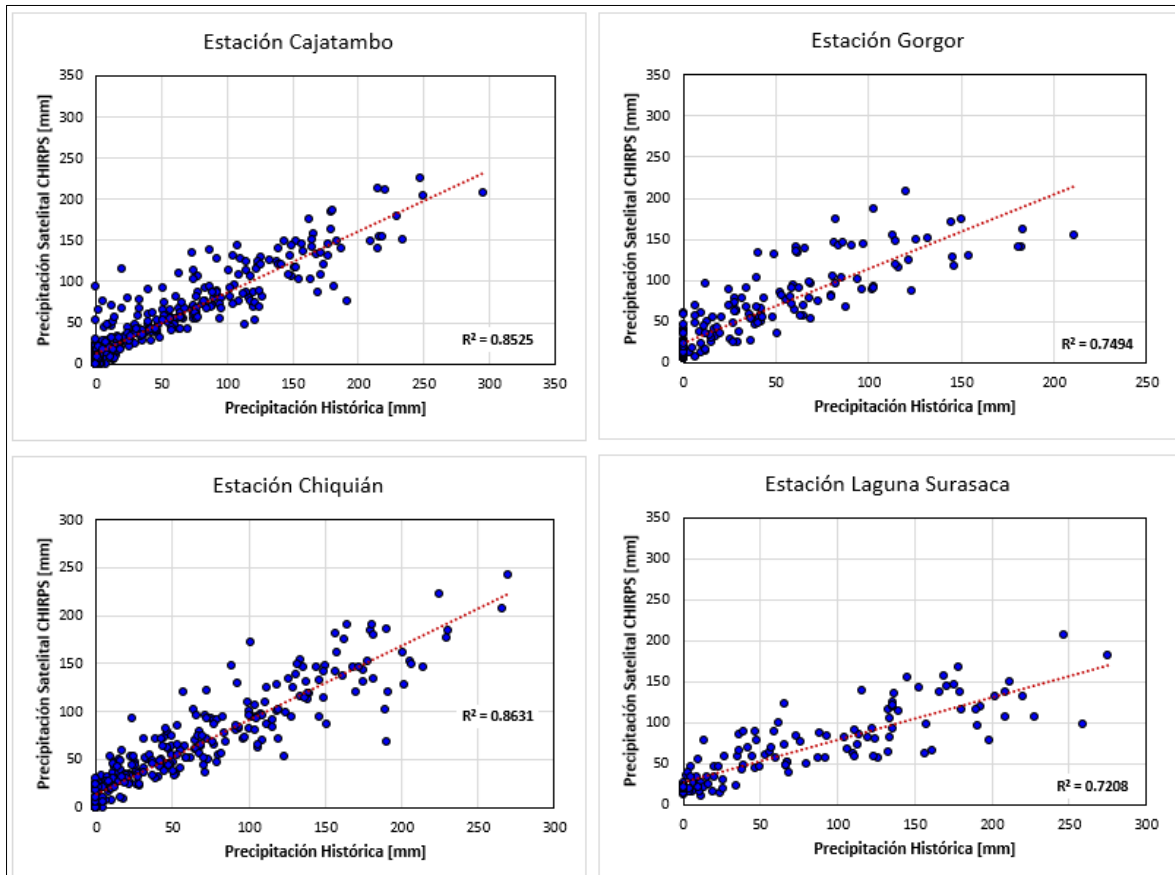 Estación Cajatambo
Precipitación Satelital CHIRPS [mm]
350
300
250
200
150
100
50
0
R² = 0.8525
0 50 100 150 200 250 300 350
Precipitación Histórica [mm]
Estación Gorgor
Precipitación Satelital CHIRPS [mm]
350
300
250
200
150
100
50
0
R² = 0.7494
0 50 100 150 200 250
Precipitación Histórica [mm]
Estación Chiquián
Precipitación Satelital CHIRPS [mm]
300
250
200
150
100
50
0
R² = 0.8631
0 50 100 150 200 250 300
Precipitación Histórica [mm]
Estación Laguna Surasaca
Precipitación Satelital CHIRPS [mm]
350
300
250
200
150
100
50
0
R² = 0.7208
0 50 100 150 200 250 300
Precipitación Histórica [mm]